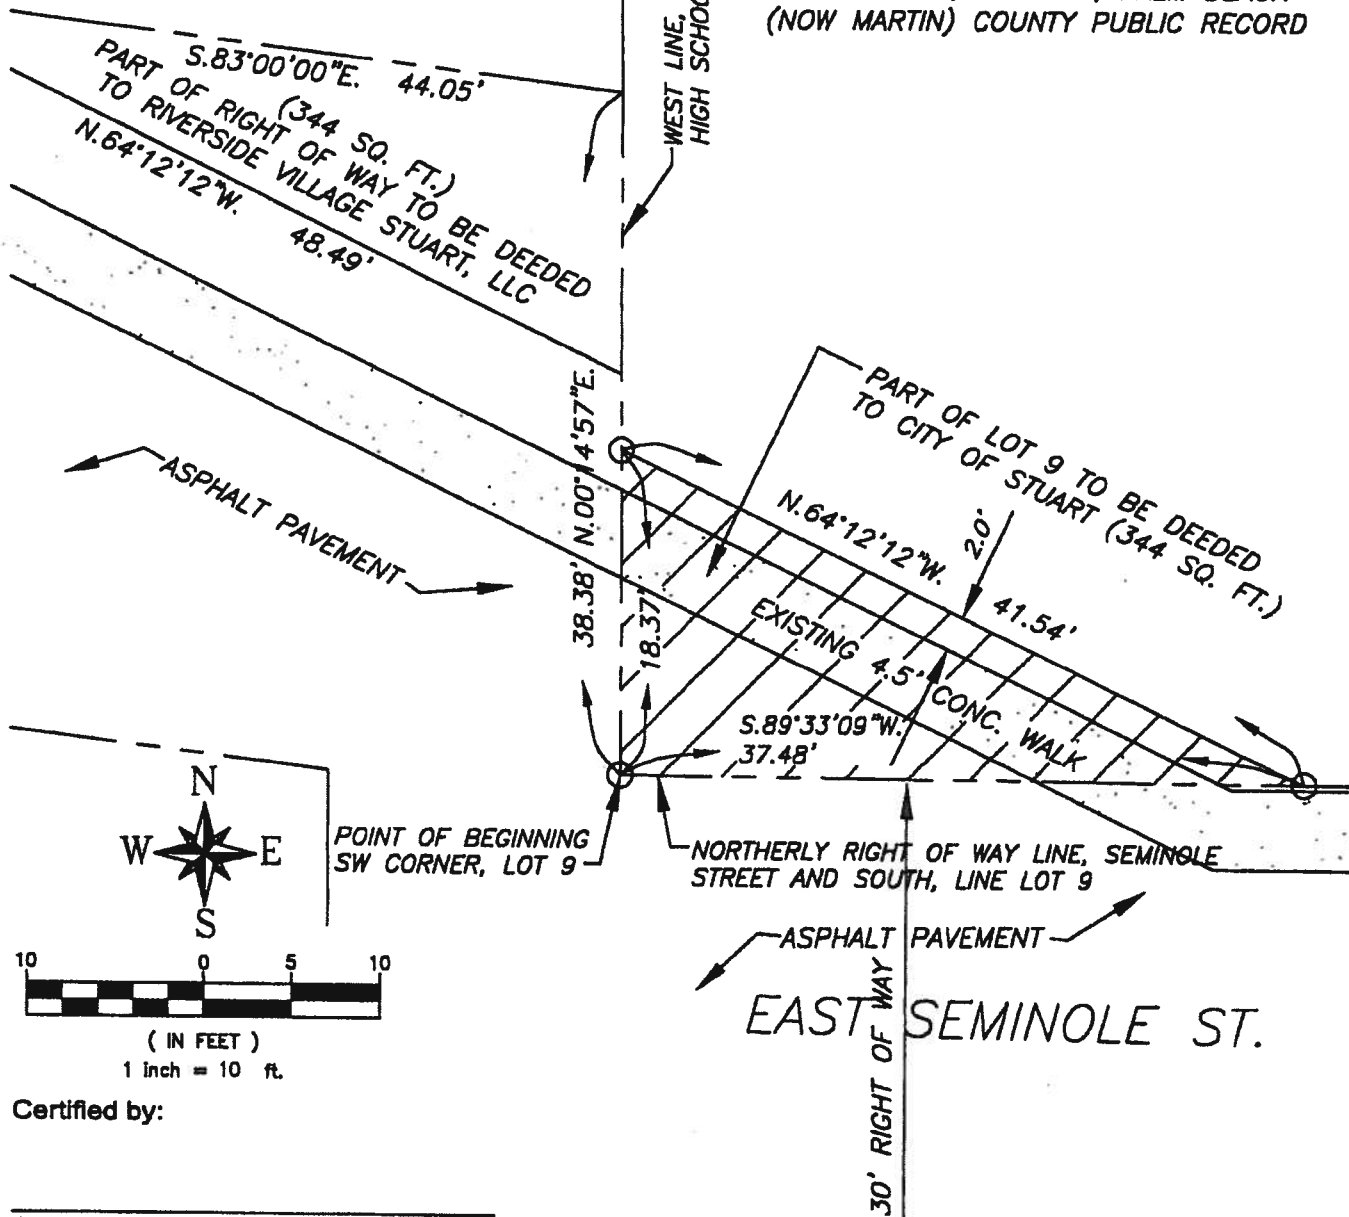 (NOW MARTIN) COUNTY PUBLIC RECORD
WEST LINE,
HIGH SCHOO
S.83°00'00"E. 44.05'
(344 SQ. FT.)
PART OF RIGHT OF WAY TO BE DEEDED
TO RIVERSIDE VILLAGE STUART, LLC
N.64°12'12"W. 48.49'
PART OF LOT 9 TO BE DEEDED
TO CITY OF STUART (344 SQ. FT.)
N.64°12'12"W. 41.54'
2.0'
38.38' N.00°14'57"E.
18.37'
ASPHALT PAVEMENT
EXISTING 4.5' CONC. WALK
S.89°33'09"W.
37.48'
N
W E
S
POINT OF BEGINNING
SW CORNER, LOT 9
NORTHERLY RIGHT OF WAY LINE, SEMINOLE
STREET AND SOUTH, LINE LOT 9
ASPHALT PAVEMENT
EAST SEMINOLE ST.
30' RIGHT OF WAY
10 0 5 10
( IN FEET )
1 inch = 10 ft.
Certified by: